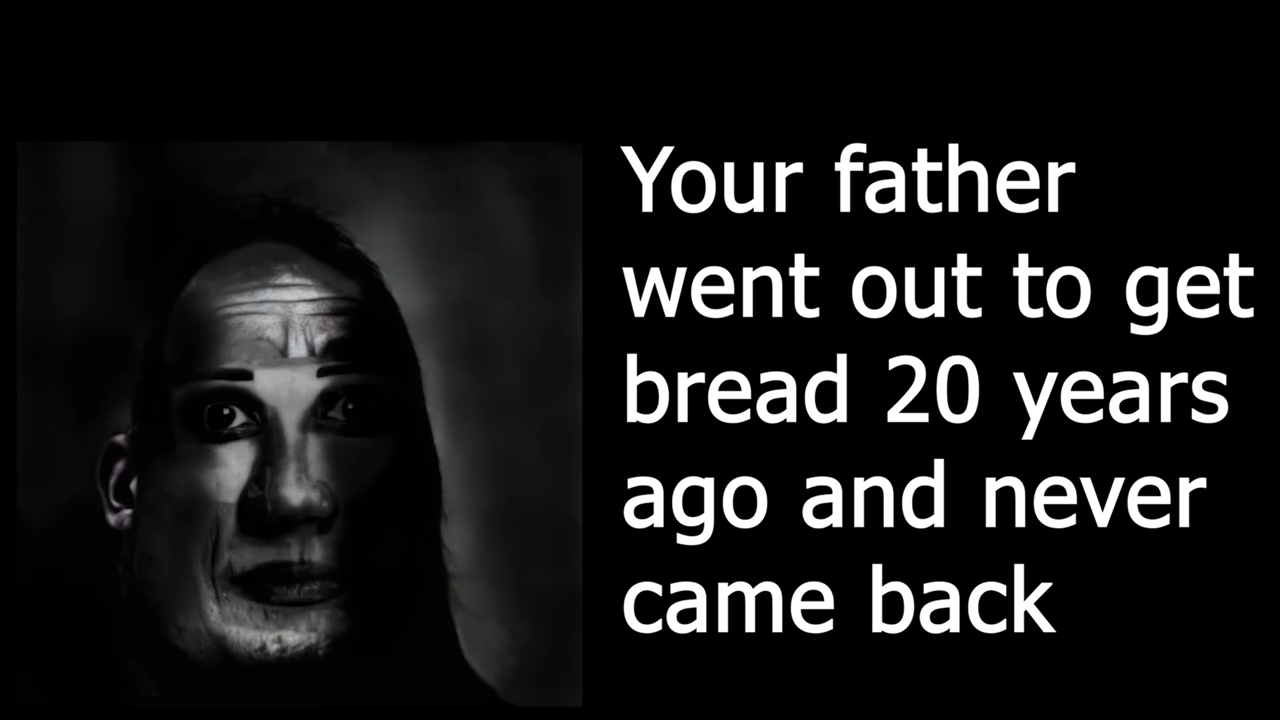 Your father
went out to get
bread 20 years
ago and never
came back